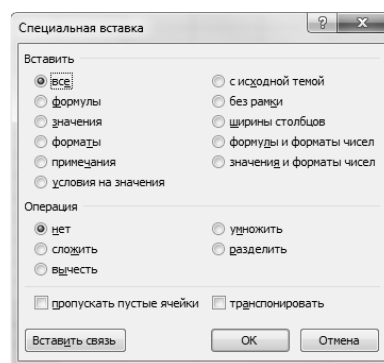 Специальная вставка
Вставить
все
с исходной темой
формулы
без рамки
значения
ширины столбцов
форматы
формулы и форматы чисел
примечания
значения и форматы чисел
условия на значения
Операция
нет
умножить
сложить
разделить
вычесть
пропускать пустые ячейки
транспонировать
Вставить связь
ОК
Отмена